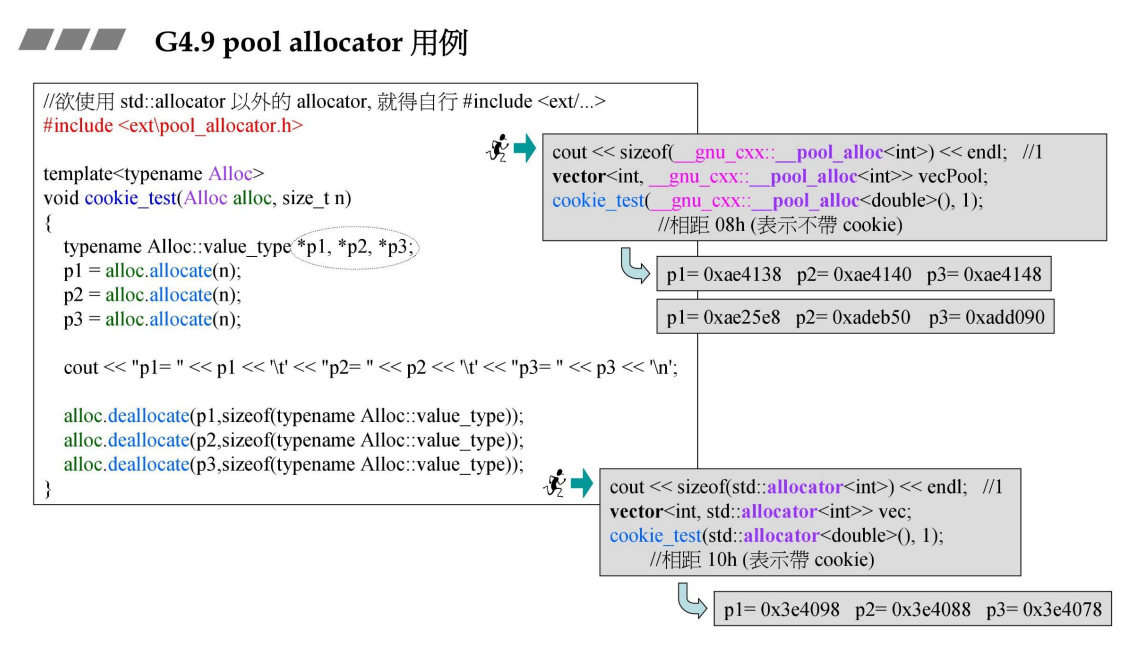 G4.9 pool allocator 用例
//欲使用 std::allocator 以外的 allocator, 就得自行 #include <ext/...>
#include <ext\pool_allocator.h>
template<typename Alloc>
void cookie_test(Alloc alloc, size_t n)
{
typename Alloc::value_type *p1, *p2, *p3;
p1 = alloc.allocate(n);
p2 = alloc.allocate(n);
p3 = alloc.allocate(n);
cout << "p1= " << p1 << '\t' << "p2= " << p2 << '\t' << "p3= " << p3 << '\n';
alloc.deallocate(p1,sizeof(typename Alloc::value_type));
alloc.deallocate(p2,sizeof(typename Alloc::value_type));
alloc.deallocate(p3,sizeof(typename Alloc::value_type));
}
cout << sizeof(__gnu_cxx::__pool_alloc<int>) << endl; //1
vector<int, __gnu_cxx::__pool_alloc<int>> vecPool;
cookie_test(__gnu_cxx::__pool_alloc<double>(), 1);
//相距 08h (表示不帶 cookie)
p1= 0xae4138 p2= 0xae4140 p3= 0xae4148
p1= 0xae25e8 p2= 0xadeb50 p3= 0xadd090
cout << sizeof(std::allocator<int>) << endl; //1
vector<int, std::allocator<int>> vec;
cookie_test(std::allocator<double>(), 1);
//相距 10h (表示帶 cookie)
p1= 0x3e4098 p2= 0x3e4088 p3= 0x3e4078